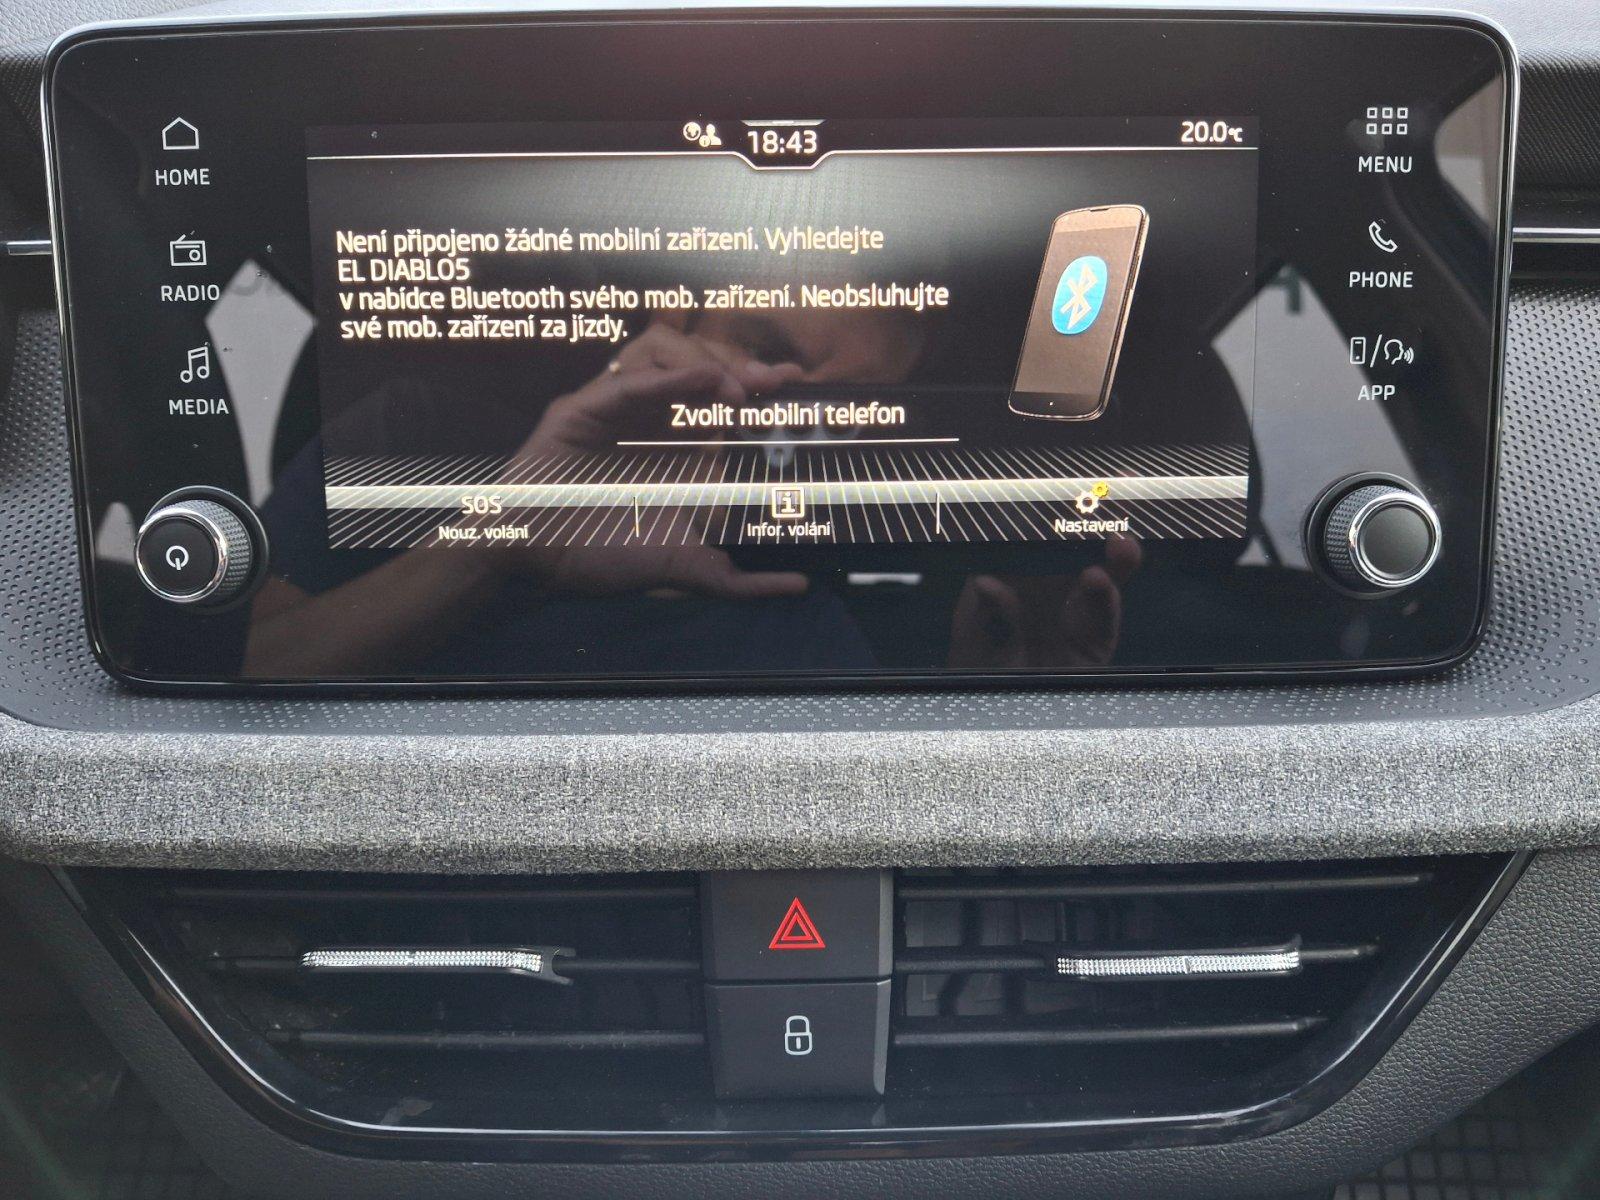 18:43
20.0°C
HOME
RADIO
MEDIA
MENU
PHONE
APP
Není připojeno žádné mobilní zařízení. Vyhledejte
EL DIABLO5
v nabídce Bluetooth svého mob. zařízení. Neobsluhujte
své mob. zařízení za jízdy.
Zvolit mobilní telefon
SOS
Nouz. volání
i
Infor. volání
Nastavení